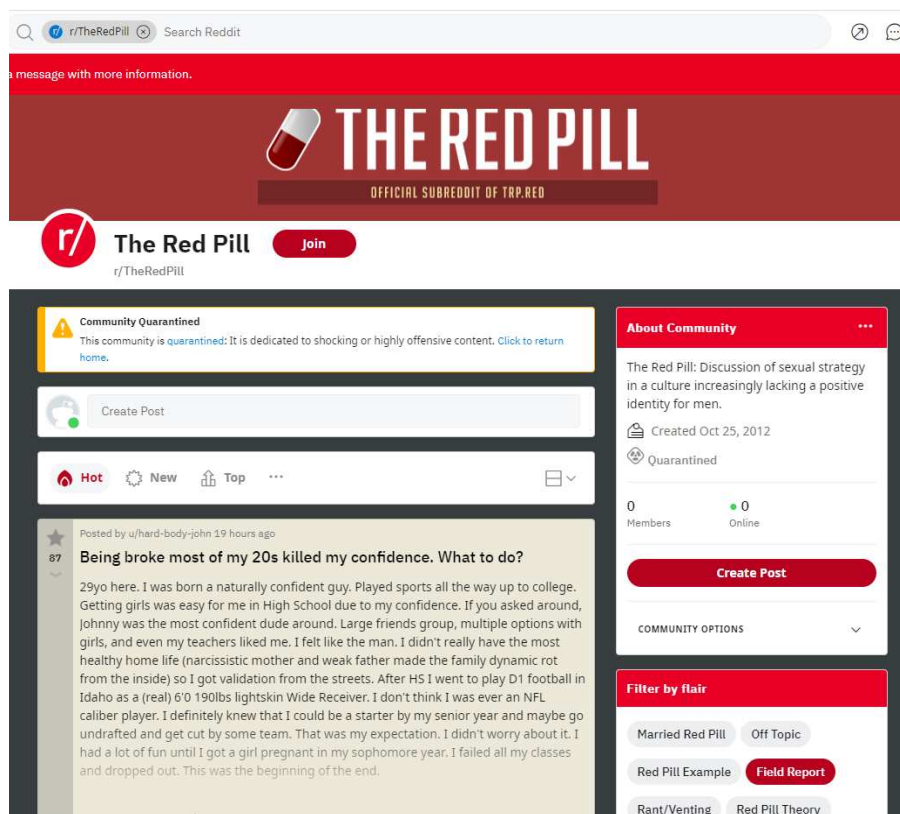 r/TheRedPill
Search Reddit
a message with more information.
THE RED PILL
OFFICIAL SUBREDDIT OF TRP.RED
r/
The Red Pill
Join
r/TheRedPill
Community Quarantined
This community is quarantined: It is dedicated to shocking or highly offensive content. Click to return
home.
Create Post
Hot
New
Top
Posted by u/hard-body-john 19 hours ago
87
Being broke most of my 20s killed my confidence. What to do?
29yo here. I was born a naturally confident guy. Played sports all the way up to college.
Getting girls was easy for me in High School due to my confidence. If you asked around,
Johnny was the most confident dude around. Large friends group, multiple options with
girls, and even my teachers liked me. I felt like the man. I didn't really have the most
healthy home life (narcissistic mother and weak father made the family dynamic rot
from the inside) so I got validation from the streets. After HS I went to play D1 football in
Idaho as a (real) 6'0 190lbs lightskin Wide Receiver. I don't think I was ever an NFL
caliber player. I definitely knew that I could be a starter by my senior year and maybe go
undrafted and get cut by some team. That was my expectation. I didn't worry about it. I
had a lot of fun until I got a girl pregnant in my sophomore year. I failed all my classes
and dropped out. This was the beginning of the end.
About Community
The Red Pill: Discussion of sexual strategy
in a culture increasingly lacking a positive
identity for men.
Created Oct 25, 2012
Quarantined
0
0
Members
Online
Create Post
COMMUNITY OPTIONS
Filter by flair
Married Red Pill
Off Topic
Red Pill Example
Field Report
Rant/Venting
Red Pill Theory